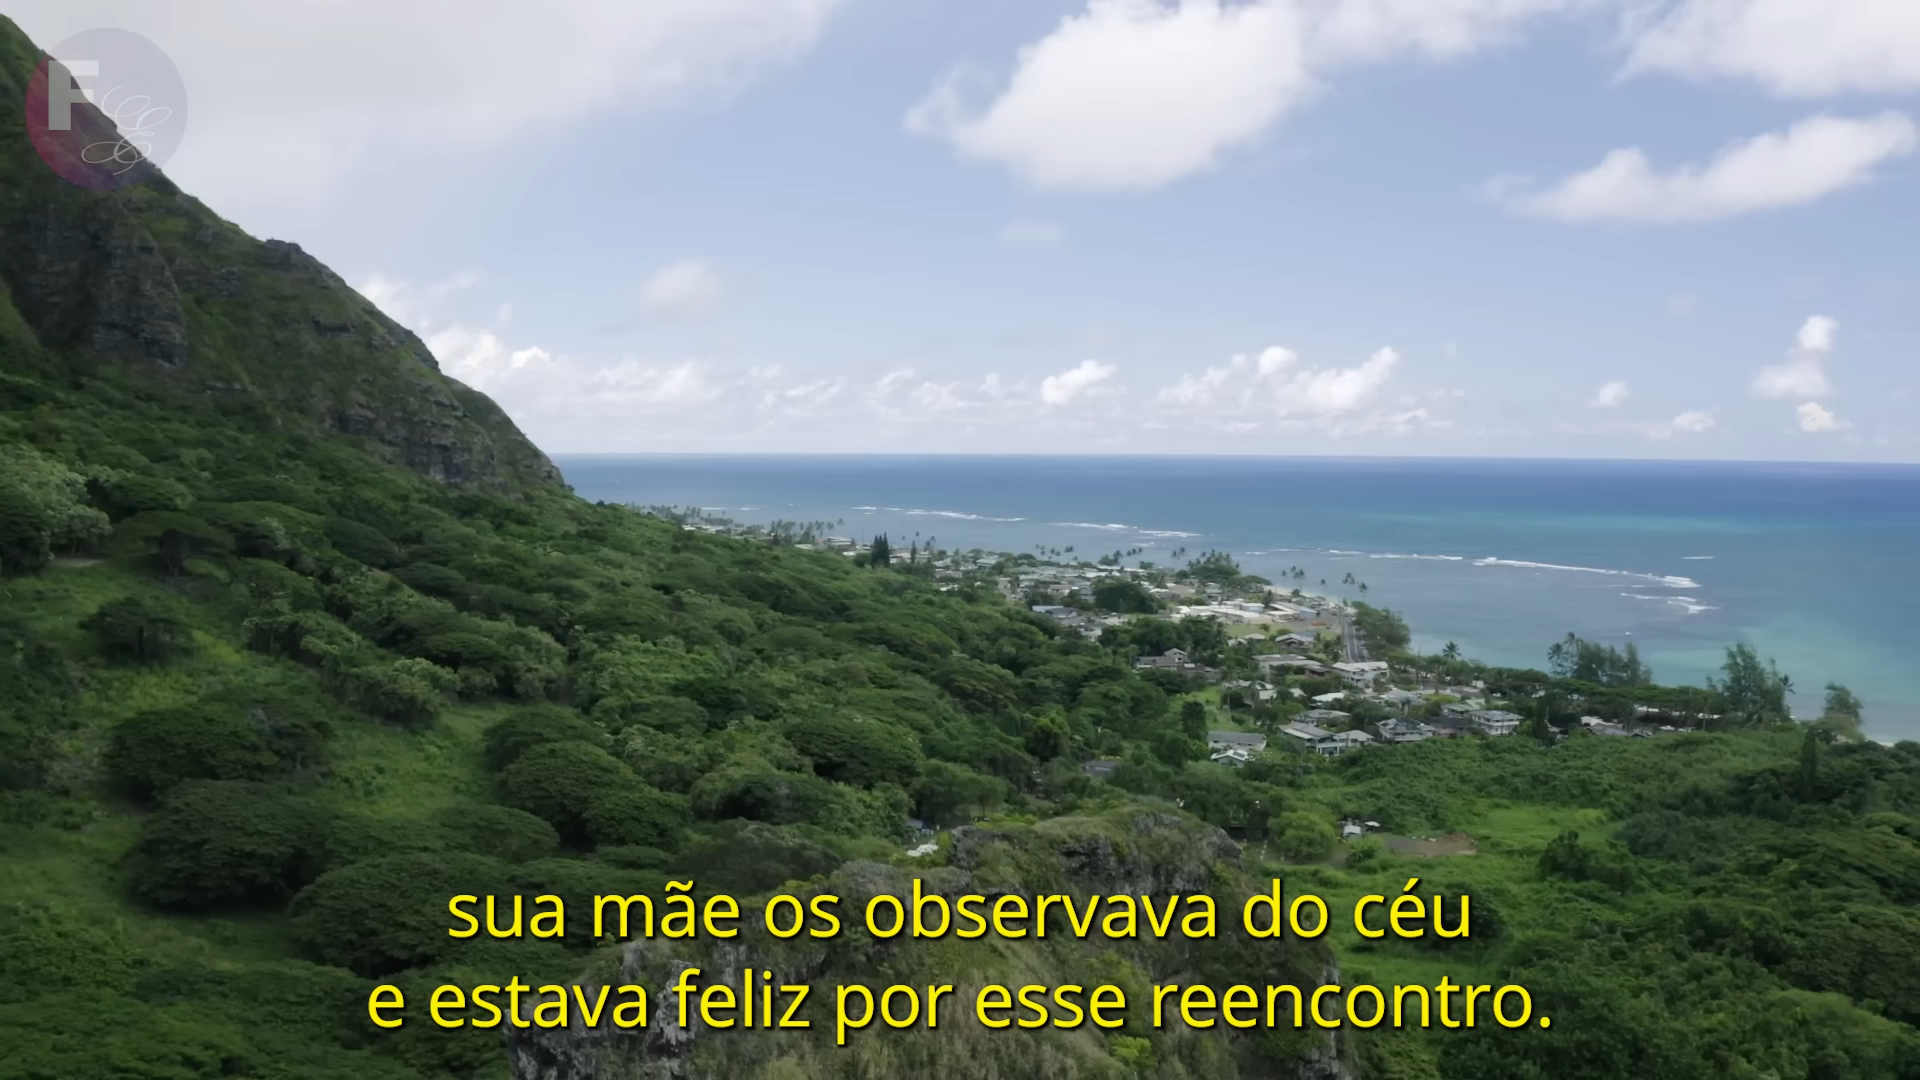 F
sua mãe os observava do céu
e estava feliz por esse reencontro.